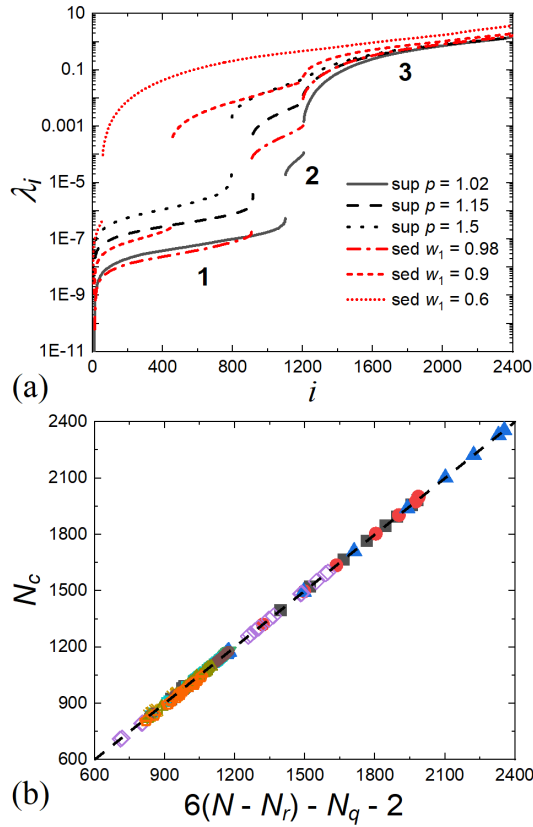 10
0.1
0.001
1E-5
1E-7
1E-9
1E-11
λi
1
2
3
sup p = 1.02
sup p = 1.15
sup p = 1.5
sed w₁ = 0.98
sed w₁ = 0.9
sed w₁ = 0.6
0 400 800 1200 1600 2000 2400
i
(a)
2400
2100
1800
1500
1200
900
600
Nc
600 900 1200 1500 1800 2100 2400
6(N - Nr) - Nq - 2
(b)